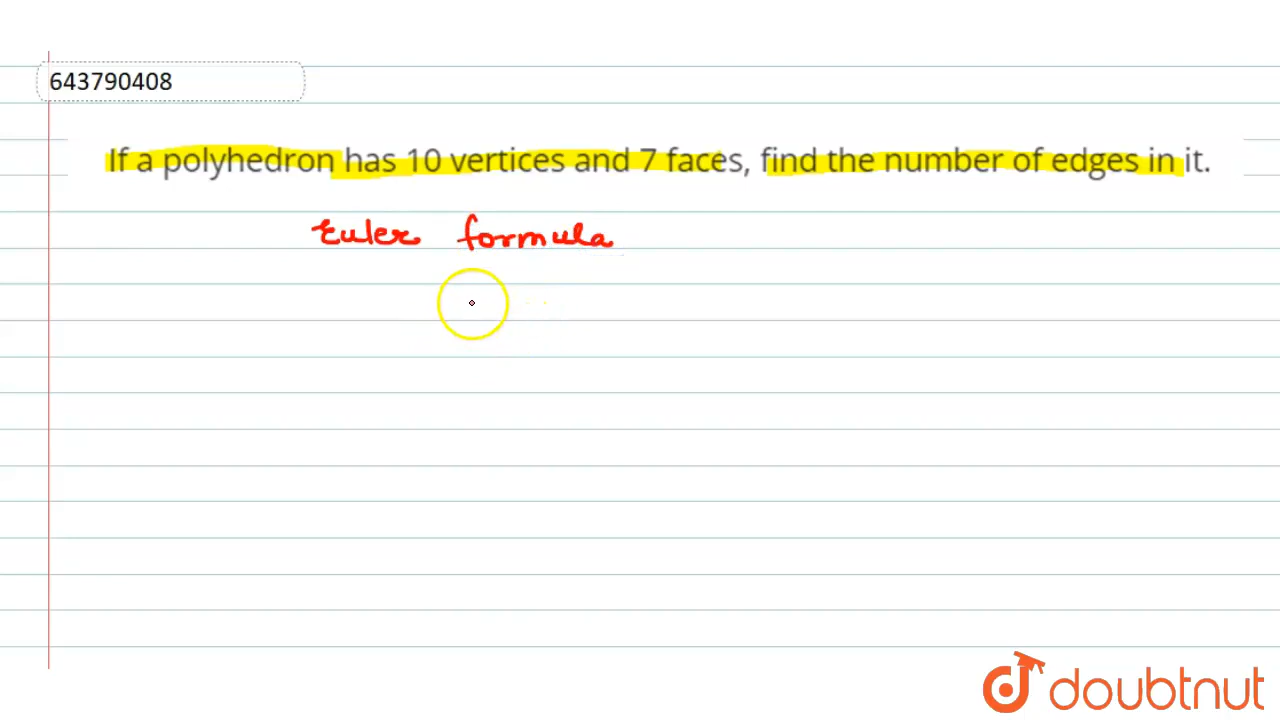 643790408
If a polyhedron has 10 vertices and 7 faces, find the number of edges in it.
Euler formula
doubtnut